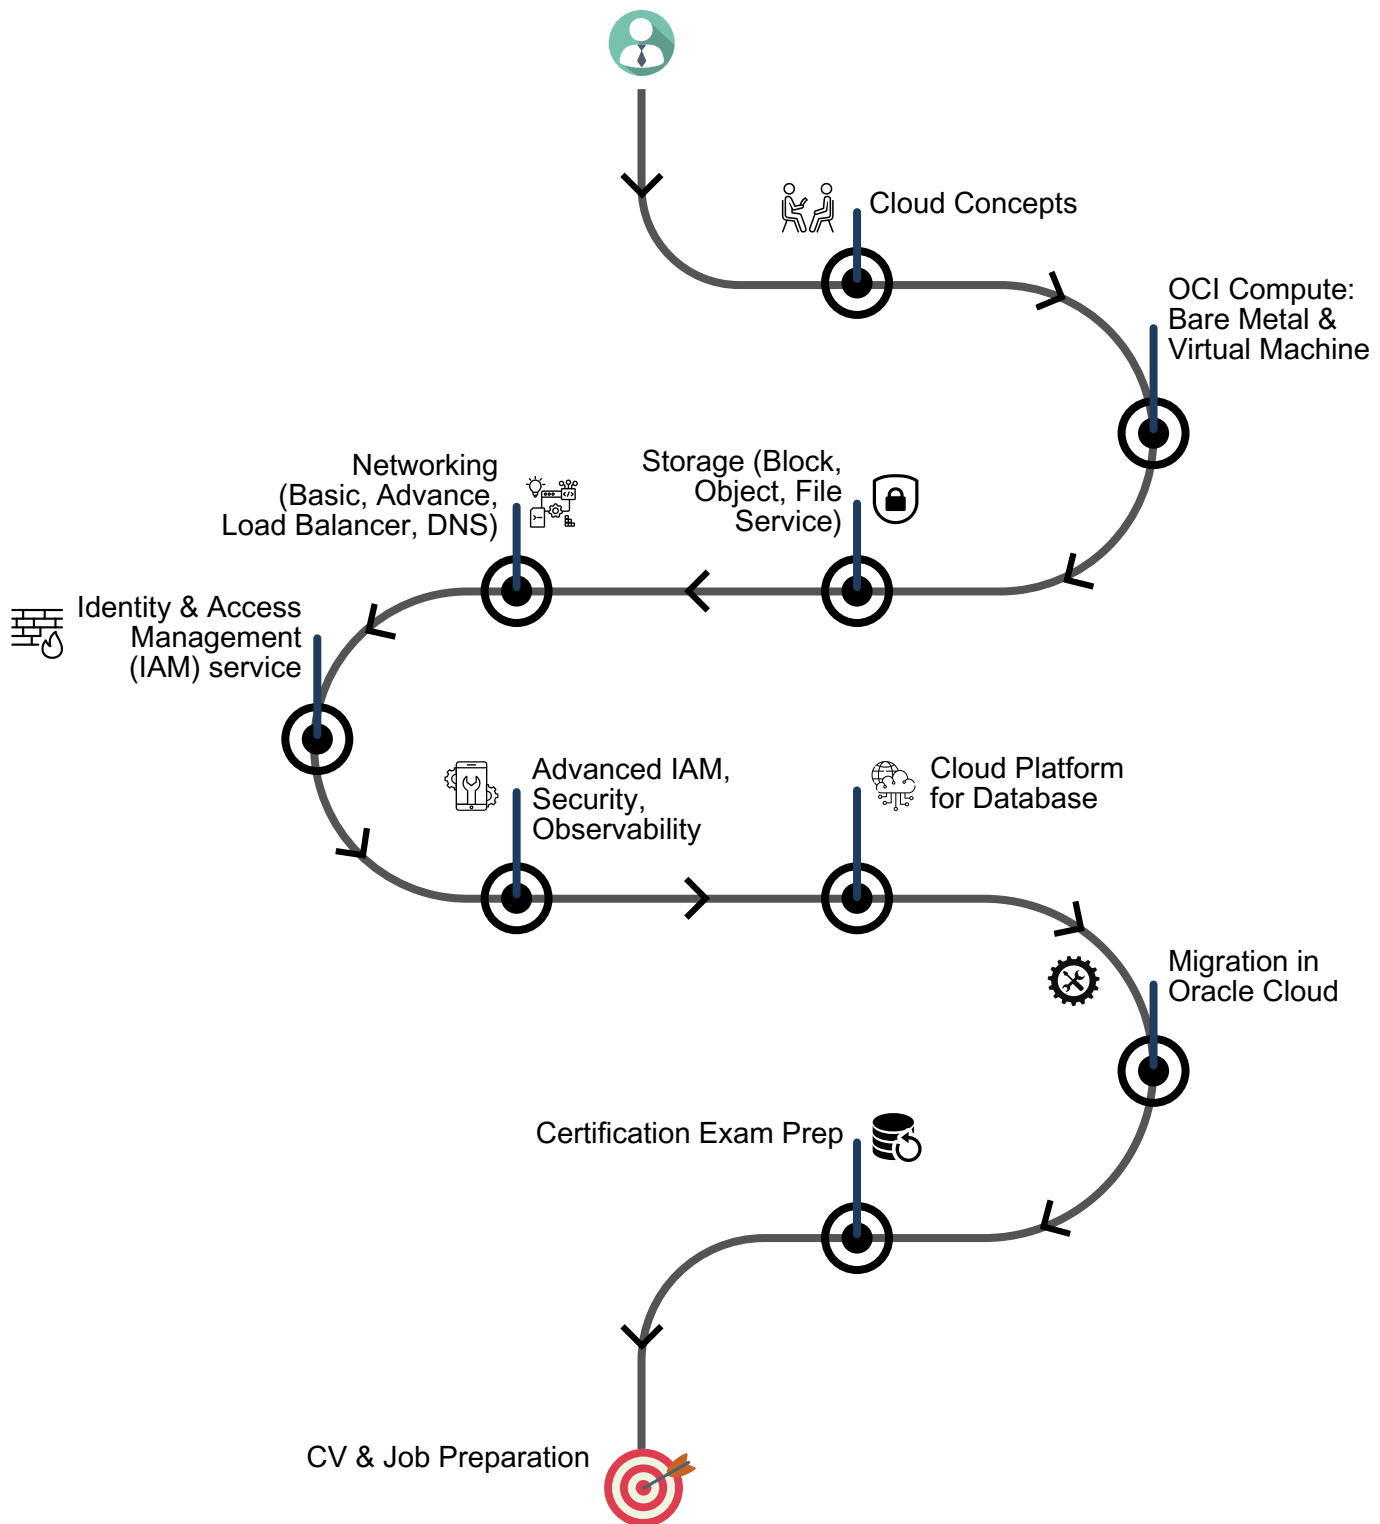 Cloud Concepts
OCI Compute:
Bare Metal &
Virtual Machine
Storage (Block,
Object, File
Service)
Networking
(Basic, Advance,
Load Balancer, DNS)
Identity & Access
Management
(IAM) service
Advanced IAM,
Security,
Observability
Cloud Platform
for Database
Migration in
Oracle Cloud
Certification Exam Prep
CV & Job Preparation